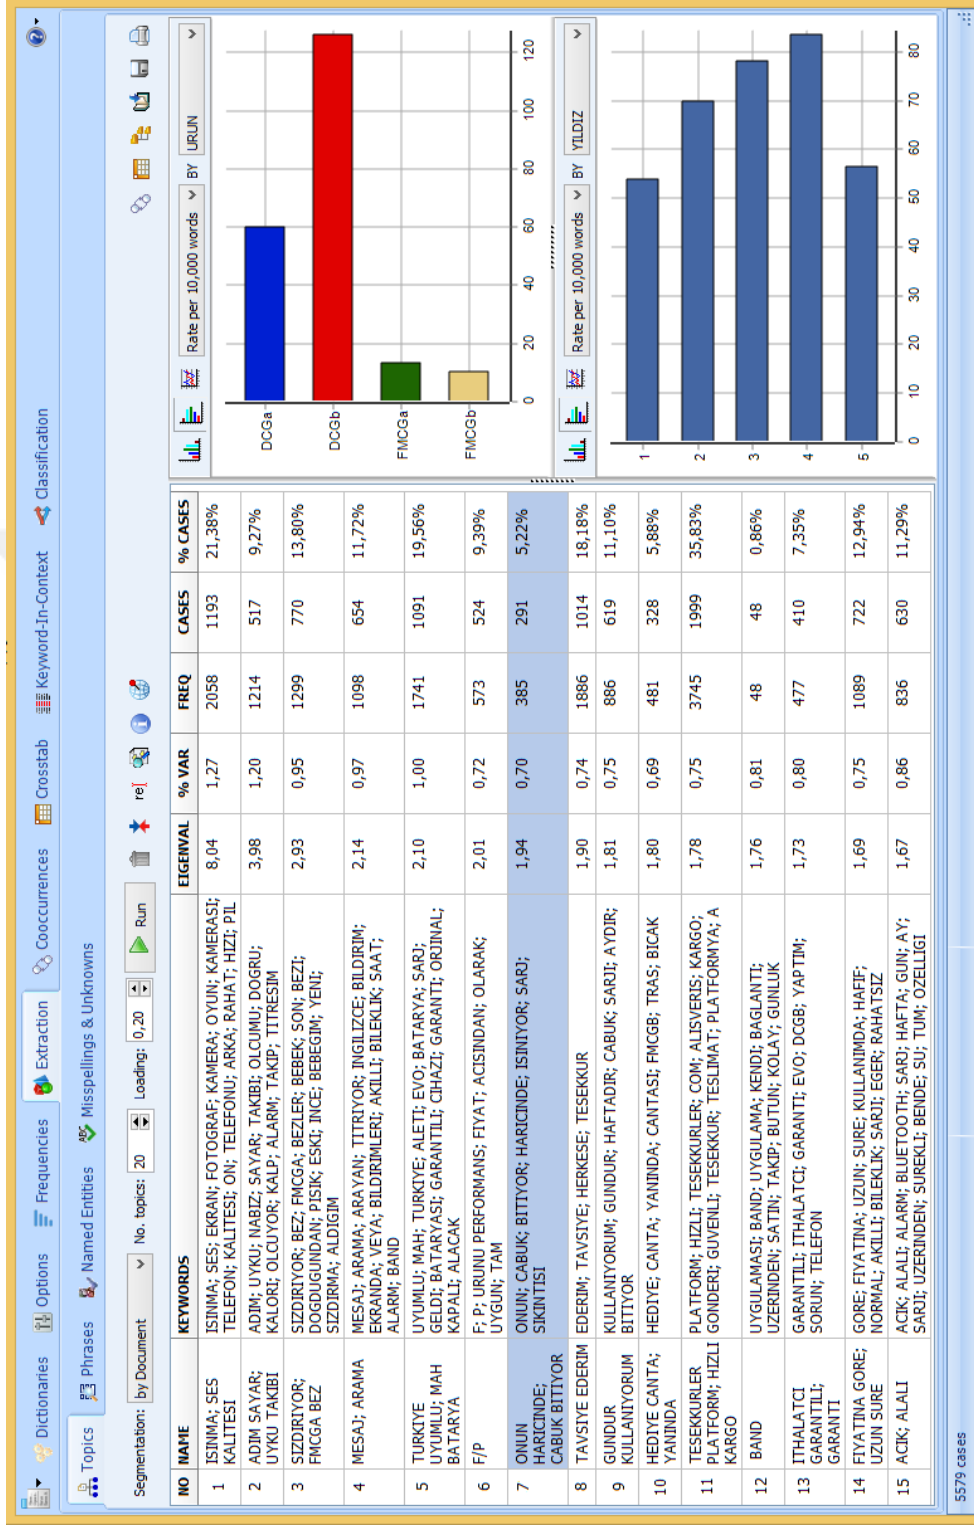 Dictionaries Options Frequencies Extraction Cooccurrences Crosstab Keyword-In-Context Classification
Topics Phrases Named Entities Misspellings & Unknowns
Segmentation: by Document No. topics: 20 Loading: 0,20 Run
NO NAME KEYWORDS EIGENVAL % VAR FREQ CASES % CASES
1 ISINMA; SES KALITESI ISINMA; SES; EKRAN; FOTOGRAF; KAMERA; OYUN; KAMERASI; 8,04 1,27 2058 1193 21,38%
TELEFON; KALITESI; ON; TELEFONU; ARKA; RAHAT; HIZI; PIL
2 ADIM SAYAR; UYKU TAKIBI ADIM; UYKU; NABIZ; SAYAR; TAKIBI; OLCUMU; DOGRU; 3,98 1,20 1214 517 9,27%
KALORI; OLCUYOR; KALP; ALARM; TAKIP; TITRESIM
3 SIZDIRIYOR; FMCGA BEZ SIZDIRIYOR; BEZ; FMCGA; BEZLER; BEBEK; SON; BEZI; 2,93 0,95 1299 770 13,80%
DOGDUGUNDAN; PISIK; ESKI; INCE; BEBEGIM; YENI;
SIZDIRMA; ALDIGIM
4 MESAJ; ARAMA MESAJ; ARAMA; ARAYAN; TITRIYOR; INGILIZCE; BILDIRIM; 2,14 0,97 1098 654 11,72%
EKRANDA; VEYA; BILDIRIMLERI; AKILLI; BILEKLIK; SAAT;
ALARM; BAND
5 TURKIYE UYUMLU; MAH BATARYA UYUMLU; MAH; TURKIYE; ALETI; EVO; BATARYA; SARJ; 2,10 1,00 1741 1091 19,56%
GELDI; BATARYASI; GARANTILI; CIHAZI; GARANTI; ORJINAL;
KAPALI; ALACAK
6 F/P F; P; URUNU PERFORMANS; FIYAT; ACISINDAN; OLARAK; 2,01 0,72 573 524 9,39%
UYGUN; TAM
7 ONUN HARICINDE; CABUK BITIYOR ONUN; CABUK; BITIYOR; HARICINDE; ISINIYOR; SARJ; 1,94 0,70 385 291 5,22%
SIKINTISI
8 TAVSIYE EDERIM EDERIM; TAVSIYE; HERKESE; TESEKKUR 1,90 0,74 1886 1014 18,18%
9 GUNDUR KULLANIYORUM KULLANIYORUM; GUNDUR; HAFTADIR; CABUK; SARJI; AYDIR; 1,81 0,75 886 619 11,10%
BITIYOR
10 HEDIYE CANTA; YANINDA HEDIYE; CANTA; YANINDA; CANTASI; FMCGB; TRAS; BICAK 1,80 0,69 481 328 5,88%
11 TESEKKURLER PLATFORM; HIZLI KARGO PLATFORM; HIZLI; TESEKKURLER; COM; ALISVERIS; KARGO; 1,78 0,75 3745 1999 35,83%
GONDERI; GUVENLI; TESEKKUR; TESLIMAT; PLATFORMYA; A
12 BAND UYGULAMASI; BAND; UYGULAMA; KENDI; BAGLANTI; 1,76 0,81 48 48 0,86%
UZERINDEN; SATIN; TAKIP; BUTUN; KOLAY; GUNLUK
13 ITHALATCI GARANTILI; GARANTI GARANTILI; ITHALATCI; GARANTI; EVO; DCGB; YAPTIM; 1,73 0,80 477 410 7,35%
SORUN; TELEFON
14 FIYATINA GORE; UZUN SURE GORE; FIYATINA; UZUN; SURE; KULLANIMDA; HAFIF; 1,69 0,75 1089 722 12,94%
NORMAL; AKILLI; BILEKLIK; SARJI; EGER; RAHATSIZ
15 ACIK; ALALI ACIK; ALALI; ALARM; BLUETOOTH; SARJ; HAFTA; GUN; AY; 1,67 0,86 836 630 11,29%
SARJI; UZERINDEN; SUREKLI; BENDE; SU; TUM; OZELLIGI
Rate per 10,000 words BY URUN
DCGa
DCGb
FMCGa
FMCGb
0 20 40 60 80 100 120
Rate per 10,000 words BY YILDIZ
1
2
3
4
5
0 10 20 30 40 50 60 70 80
5579 cases